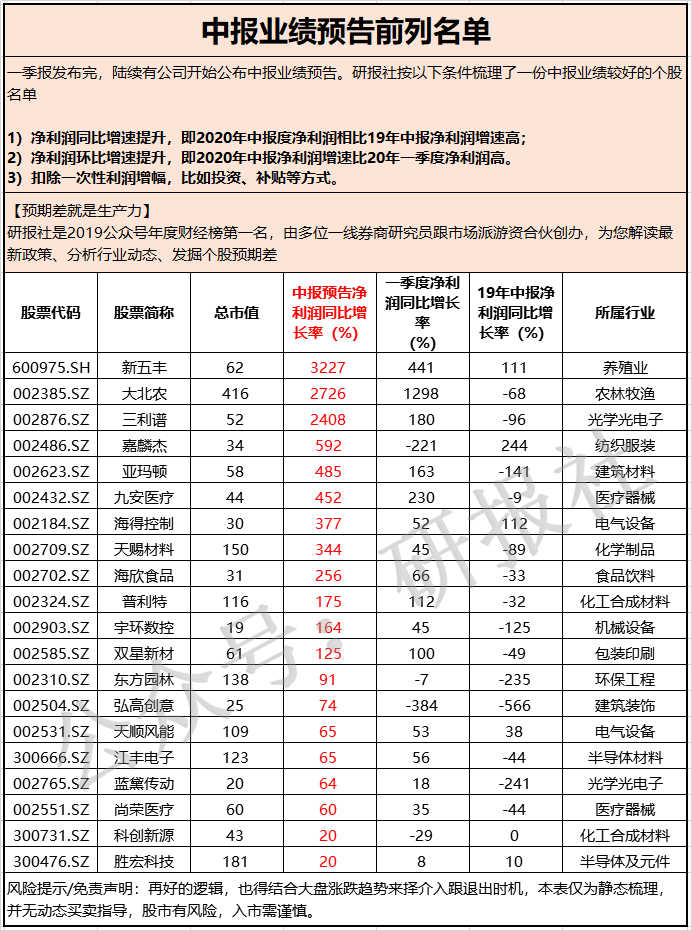 中报业绩预告前列名单
一季报发布完，陆续有公司开始公布中报业绩预告。研报社按以下条件梳理了一份中报业绩较好的个股
名单
1）净利润同比增速提升，即2020年中报度净利润相比19年中报净利润增速高；
2）净利润环比增速提升，即2020年中报净利润增速比20年一季度净利润高。
3）扣除一次性利润增幅，比如投资、补贴等方式。
【预期差就是生产力】
研报社是2019公众号年度财经榜第一名，由多位一线券商研究员跟市场派游资合伙创办，为您解读最
新政策、分析行业动态、发掘个股预期差
股票代码 股票简称 总市值 中报预告净利润同比增长率（%） 一季度净利润同比增长率（%） 19年中报净利润同比增长率（%） 所属行业
600975.SH 新五丰 62 3227 441 111 养殖业
002385.SZ 大北农 416 2726 1298 -68 农林牧渔
002876.SZ 三利谱 52 2408 180 -96 光学光电子
002486.SZ 嘉麟杰 34 592 -221 244 纺织服装
002623.SZ 亚玛顿 58 485 163 -141 建筑材料
002432.SZ 九安医疗 44 452 230 -9 医疗器械
002184.SZ 海得控制 30 377 52 112 电气设备
002709.SZ 天赐材料 150 344 45 -89 化学制品
002702.SZ 海欣食品 31 256 66 -33 食品饮料
002324.SZ 普利特 116 175 112 -32 化工合成材料
002903.SZ 宇环数控 19 164 45 -125 机械设备
002585.SZ 双星新材 61 125 100 -49 包装印刷
002310.SZ 东方园林 138 91 -7 -235 环保工程
002504.SZ 弘高创意 25 74 -384 -566 建筑装饰
002531.SZ 天顺风能 109 65 53 38 电气设备
300666.SZ 江丰电子 123 65 56 -44 半导体材料
002765.SZ 蓝黛传动 20 64 18 -241 光学光电子
002551.SZ 尚荣医疗 60 60 35 -44 医疗器械
300731.SZ 科创新源 43 20 -29 0 化工合成材料
300476.SZ 胜宏科技 181 20 8 10 半导体及元件
风险提示/免责声明：再好的逻辑，也得结合大盘涨跌趋势来择介入跟退出时机，本表仅为静态梳理，
并无动态买卖指导，股市有风险，入市需谨慎。
公众号：研报社